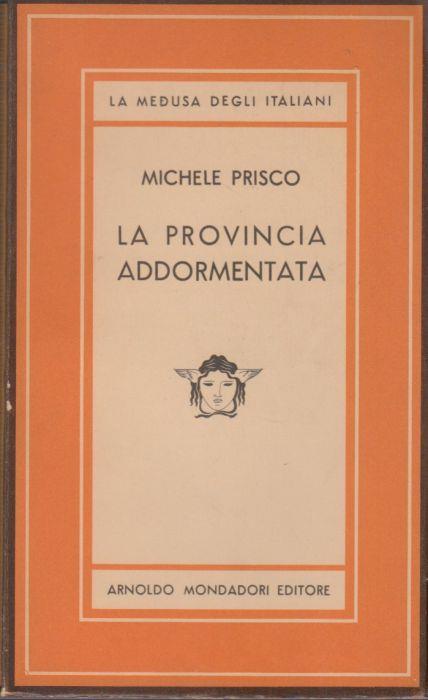 LA MEDUSA DEGLI ITALIANI
MICHELE PRISCO
LA PROVINCIA
ADDORMENTATA
ARNOLDO MONDADORI EDITORE